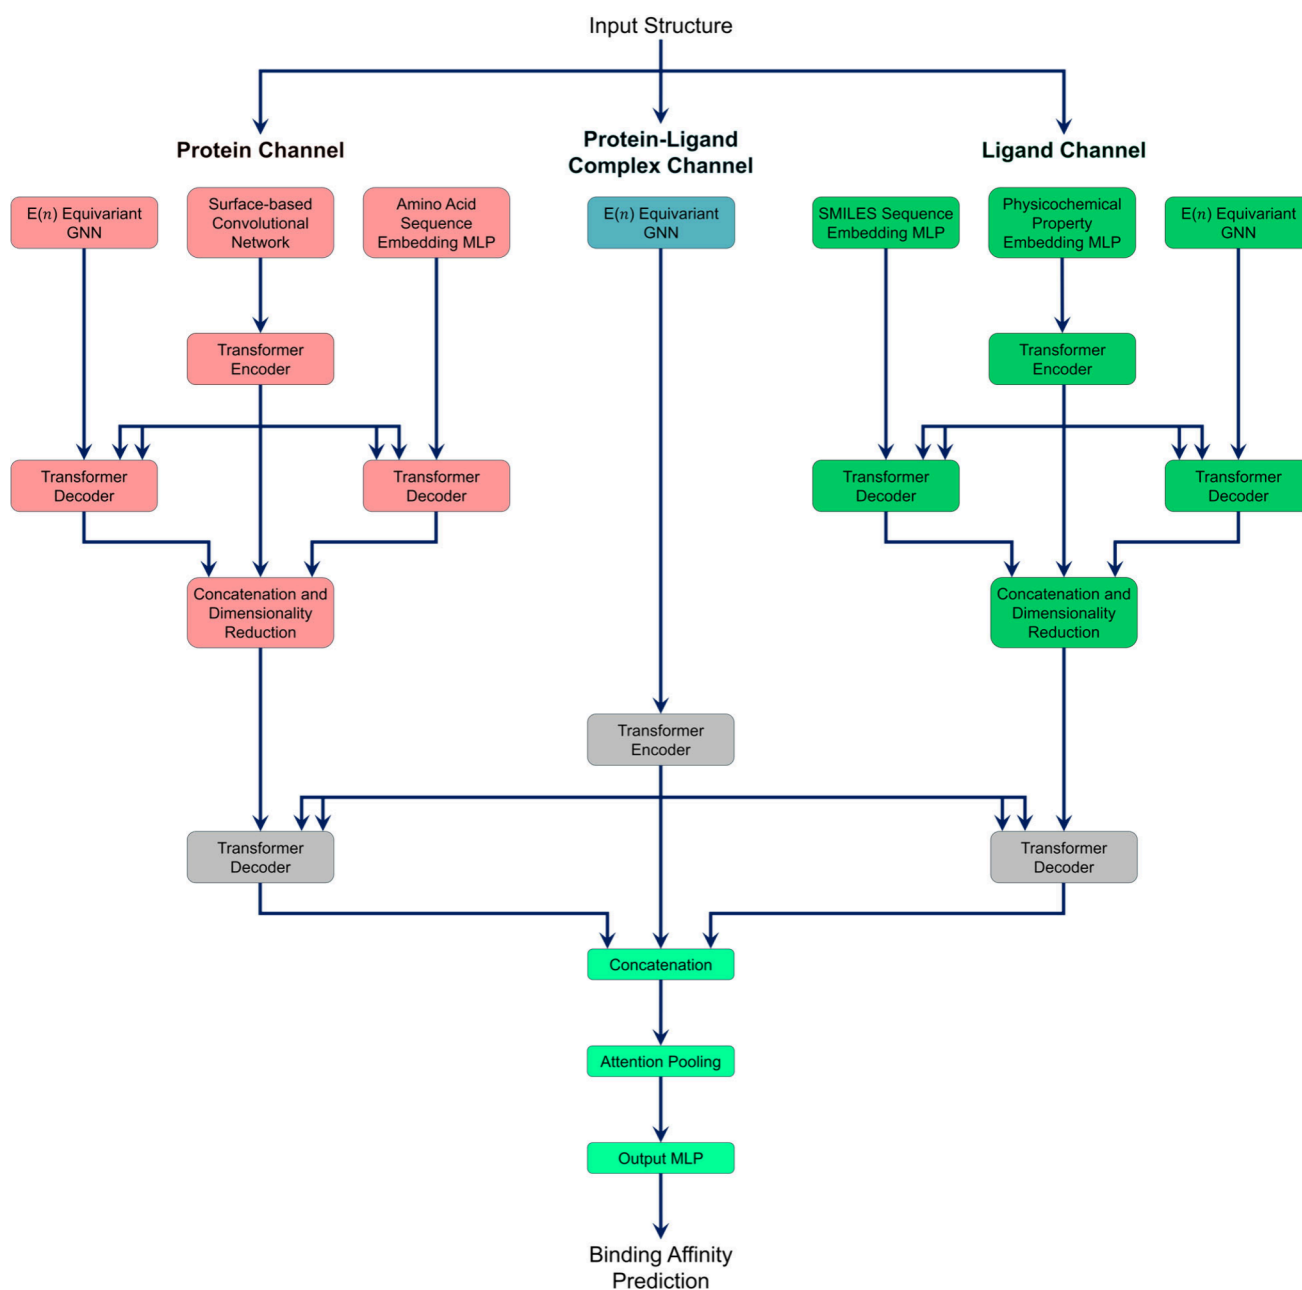 Input Structure
Protein Channel
Protein-Ligand
Complex Channel
Ligand Channel
E(n) Equivariant
GNN
Surface-based
Convolutional
Network
Amino Acid
Sequence
Embedding MLP
E(n) Equivariant
GNN
SMILES Sequence
Embedding MLP
Physicochemical
Property
Embedding MLP
E(n) Equivariant
GNN
Transformer
Encoder
Transformer
Encoder
Transformer
Decoder
Transformer
Decoder
Transformer
Decoder
Transformer
Decoder
Concatenation and
Dimensionality
Reduction
Concatenation and
Dimensionality
Reduction
Transformer
Encoder
Transformer
Decoder
Transformer
Decoder
Concatenation
Attention Pooling
Output MLP
Binding Affinity
Prediction